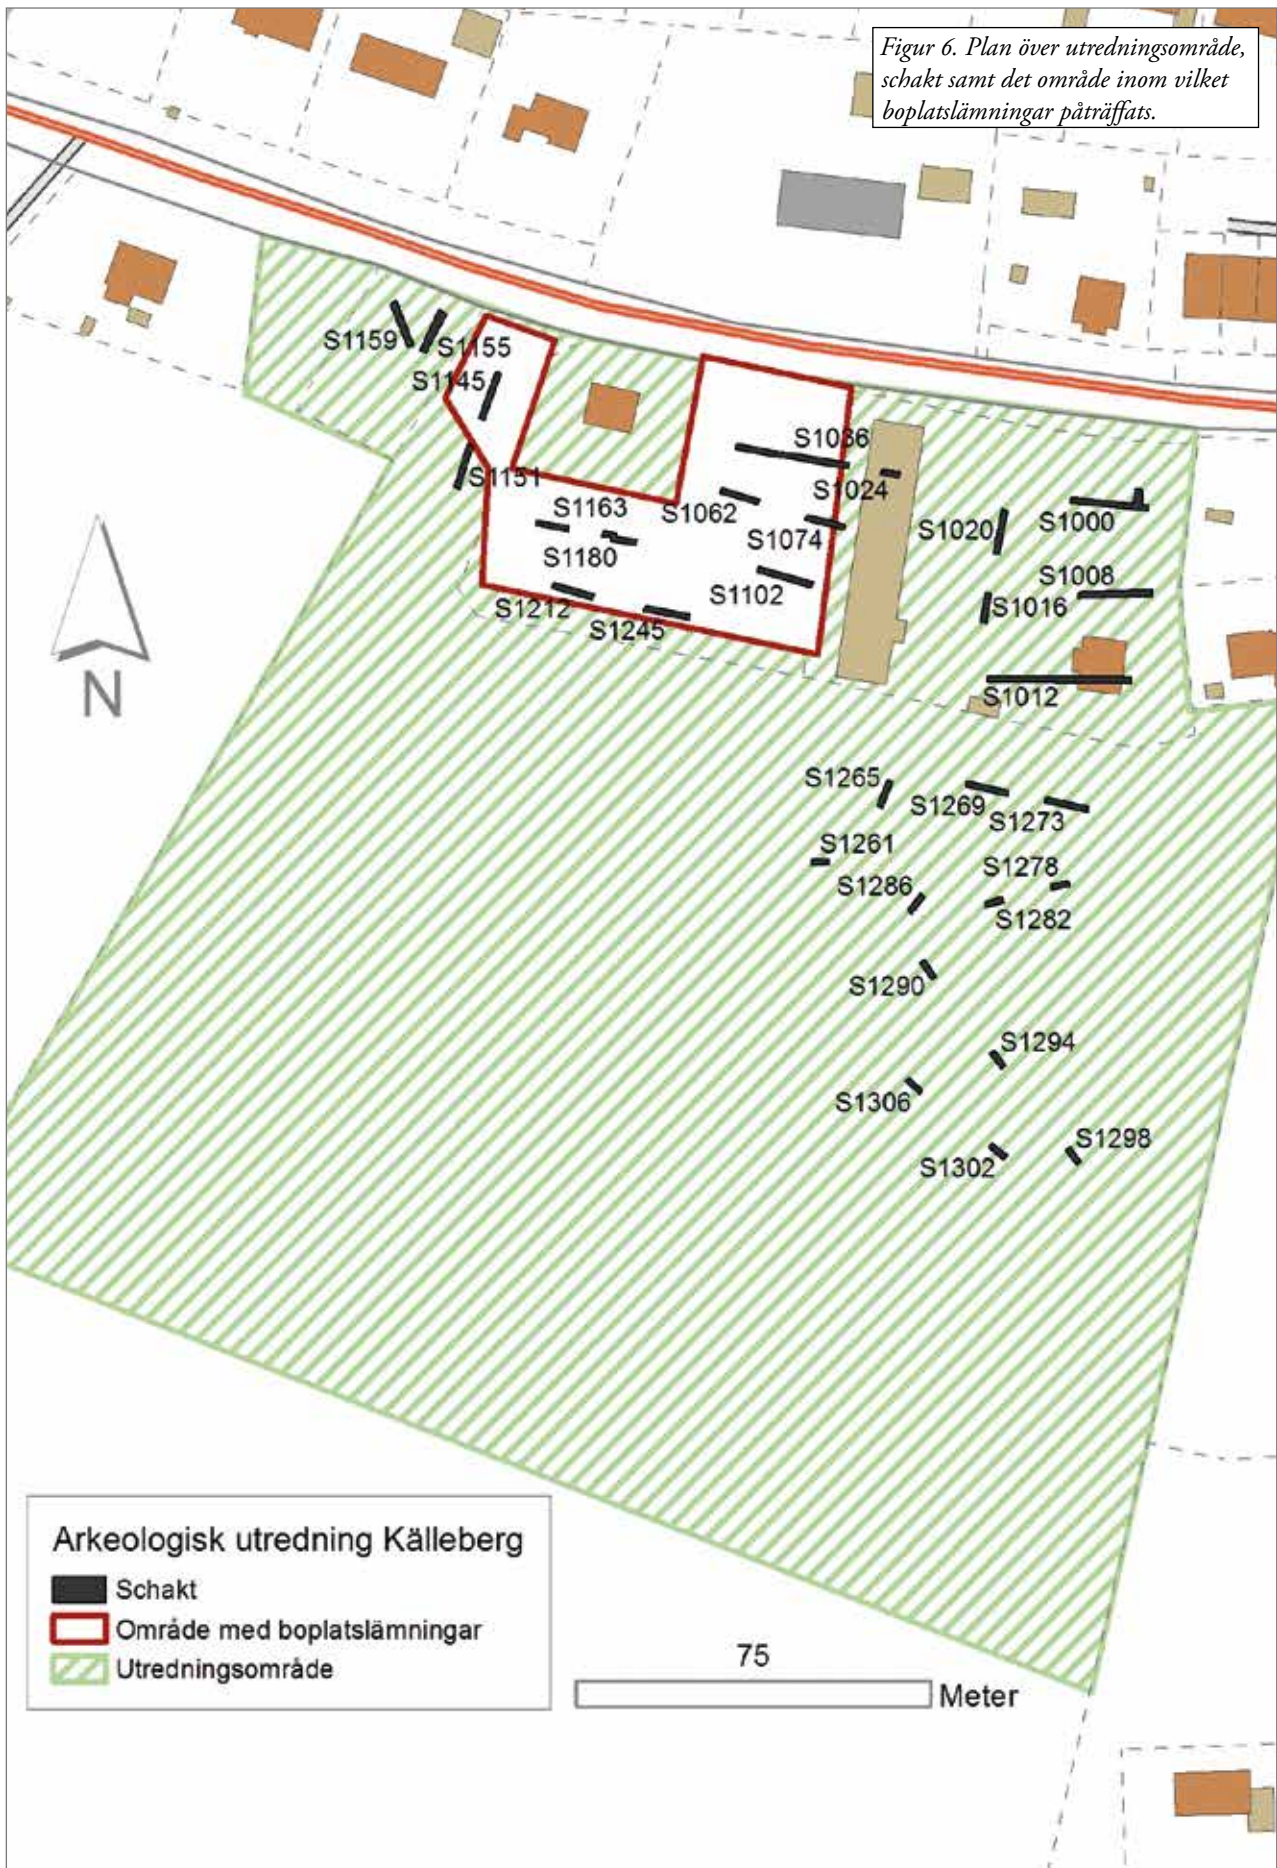 Figur 6. Plan över utredningsområde,
schakt samt det område inom vilket
boplatslämningar påträffats.
S1159
S1155
S1145
S1151
S1036
S1024
S1163
S1062
S1074
S1180
S1102
S1212
S1245
S1020
S1000
S1008
S1016
S1012
N
S1265
S1269
S1273
S1261
S1278
S1286
S1282
S1290
S1294
S1306
S1298
S1302
Arkeologisk utredning Källeberg
Schakt
Område med boplatslämningar
Utredningsområde
75
Meter